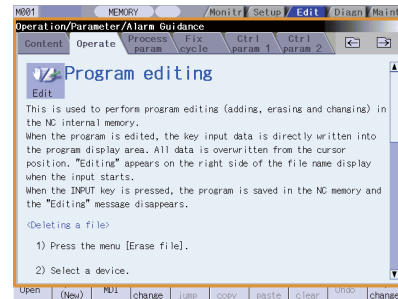 M001 MEMORY Monitr Setup Edit Diagn Maint
Operation/Parameter/Alarm Guidance
Content Operate Process param Fix cycle Ctrl param 1 Ctrl param 2
Program editing
Edit
This is used to perform program editing (adding, erasing and changing) in
the NC internal memory.
When the program is edited, the key input data is directly written into
the program display area. All data is overwritten from the cursor
position. "Editing" appears on the right side of the file name display
when the input starts.
When the INPUT key is pressed, the program is saved in the NC memory and
the "Editing" message disappears.
<Deleting a file>
1) Press the menu [Erase file].
2) Select a device.
Open (New) MDI change jump copy paste clear Undo change